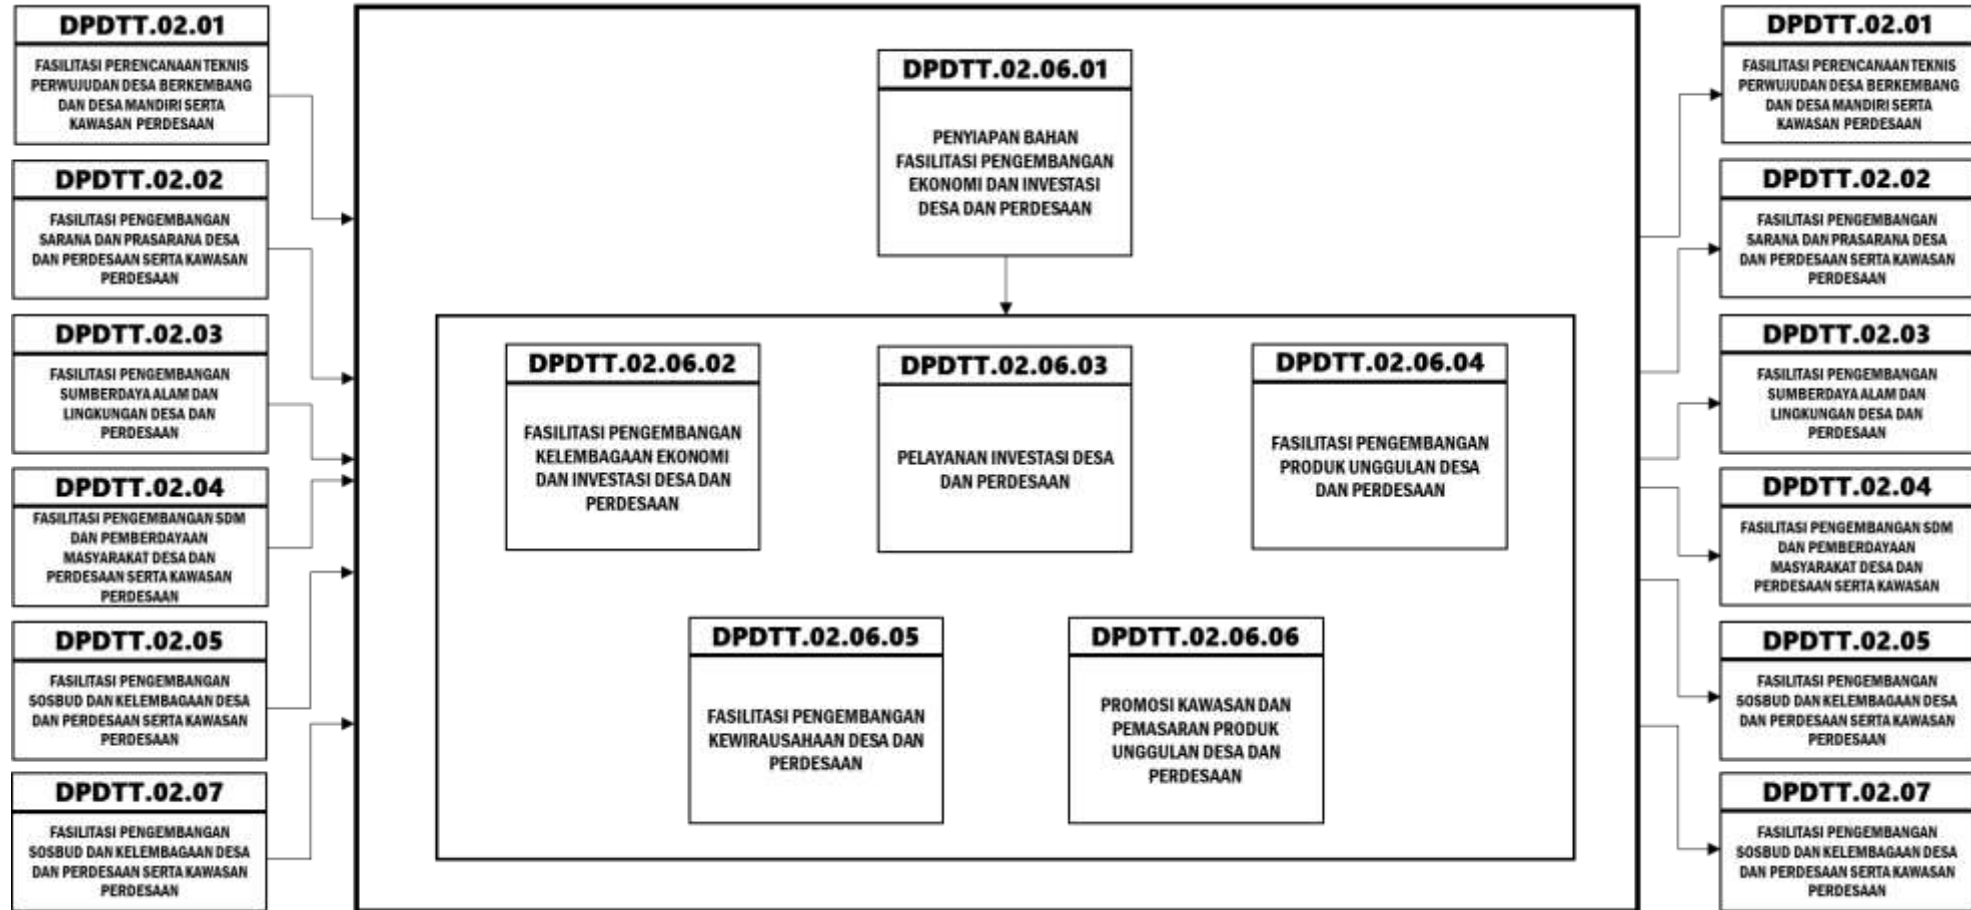 DPDTT.02.01
FASILITASI PERENCANAAN TEKNIS
PERWUJUDAN DESA BERKEMBANG
DAN DESA MANDIRI SERTA
KAWASAN PERDESAAN
DPDTT.02.02
FASILITASI PENGEMBANGAN
SARANA DAN PRASARANA DESA
DAN PERDESAAN SERTA KAWASAN
PERDESAAN
DPDTT.02.03
FASILITASI PENGEMBANGAN
SUMBERDAYA ALAM DAN
LINGKUNGAN DESA DAN
PERDESAAN
DPDTT.02.04
FASILITASI PENGEMBANGAN SDM
DAN PEMBERDAYAAN
MASYARAKAT DESA DAN
PERDESAAN SERTA KAWASAN
PERDESAAN
DPDTT.02.05
FASILITASI PENGEMBANGAN
SOSBUD DAN KELEMBAGAAN DESA
DAN PERDESAAN SERTA KAWASAN
PERDESAAN
DPDTT.02.07
FASILITASI PENGEMBANGAN
SOSBUD DAN KELEMBAGAAN DESA
DAN PERDESAAN SERTA KAWASAN
PERDESAAN
DPDTT.02.06.01
PENYIAPAN BAHAN
FASILITASI PENGEMBANGAN
EKONOMI DAN INVESTASI
DESA DAN PERDESAAN
DPDTT.02.06.02
FASILITASI PENGEMBANGAN
KELEMBAGAAN EKONOMI
DAN INVESTASI DESA DAN
PERDESAAN
DPDTT.02.06.03
PELAYANAN INVESTASI DESA
DAN PERDESAAN
DPDTT.02.06.04
FASILITASI PENGEMBANGAN
PRODUK UNGGULAN DESA
DAN PERDESAAN
DPDTT.02.06.05
FASILITASI PENGEMBANGAN
KEWIRAUSAHAAN DESA DAN
PERDESAAN
DPDTT.02.06.06
PROMOSI KAWASAN DAN
PEMASARAN PRODUK
UNGGULAN DESA DAN
PERDESAAN
DPDTT.02.01
FASILITASI PERENCANAAN TEKNIS
PERWUJUDAN DESA BERKEMBANG
DAN DESA MANDIRI SERTA
KAWASAN PERDESAAN
DPDTT.02.02
FASILITASI PENGEMBANGAN
SARANA DAN PRASARANA DESA
DAN PERDESAAN SERTA KAWASAN
PERDESAAN
DPDTT.02.03
FASILITASI PENGEMBANGAN
SUMBERDAYA ALAM DAN
LINGKUNGAN DESA DAN
PERDESAAN
DPDTT.02.04
FASILITASI PENGEMBANGAN SDM
DAN PEMBERDAYAAN
MASYARAKAT DESA DAN
PERDESAAN SERTA KAWASAN
DPDTT.02.05
FASILITASI PENGEMBANGAN
SOSBUD DAN KELEMBAGAAN DESA
DAN PERDESAAN SERTA KAWASAN
PERDESAAN
DPDTT.02.07
FASILITASI PENGEMBANGAN
SOSBUD DAN KELEMBAGAAN DESA
DAN PERDESAAN SERTA KAWASAN
PERDESAAN